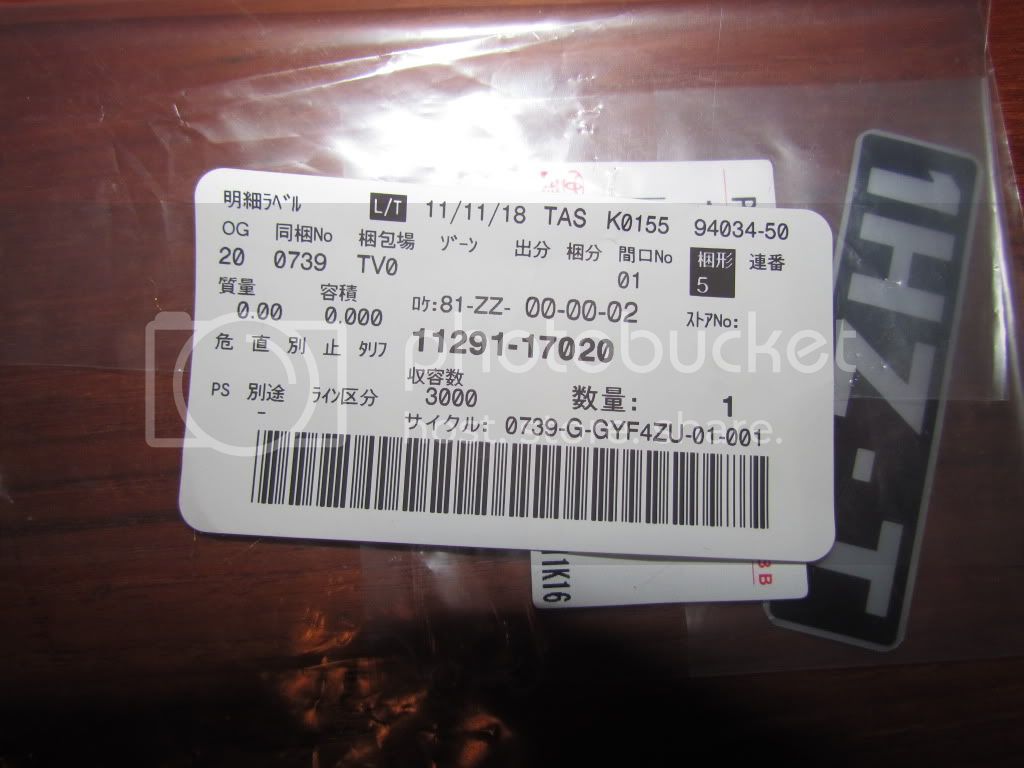 明細ラベル L/T 11/11/18 TAS K0155 94034-50
OG 同梱No 梱包場 ゾーン 出分 梱分 間口No 梱形 連番
20 0739 TV0 01 5
質量 容積 ロケ:81-ZZ- 00-00-02 ストアNo:
0.00 0.000
危 直 別 止 タリフ 11291-17020
収容数
PS 別途 ライン区分 3000 数量: 1
- サイクル: 0739-G-GYF4ZU-01-001
1HZ-T
1K16
BB
photobucket